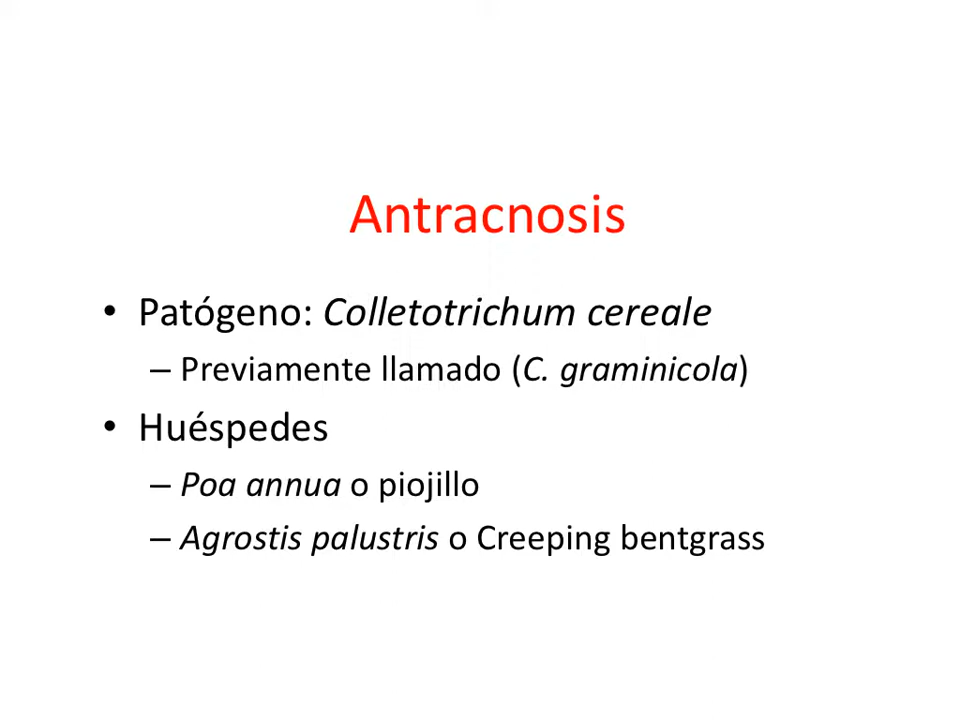 Antracnosis
• Patógeno: Colletotrichum cereale
– Previamente llamado (C. graminicola)
• Huéspedes
– Poa annua o piojillo
– Agrostis palustris o Creeping bentgrass